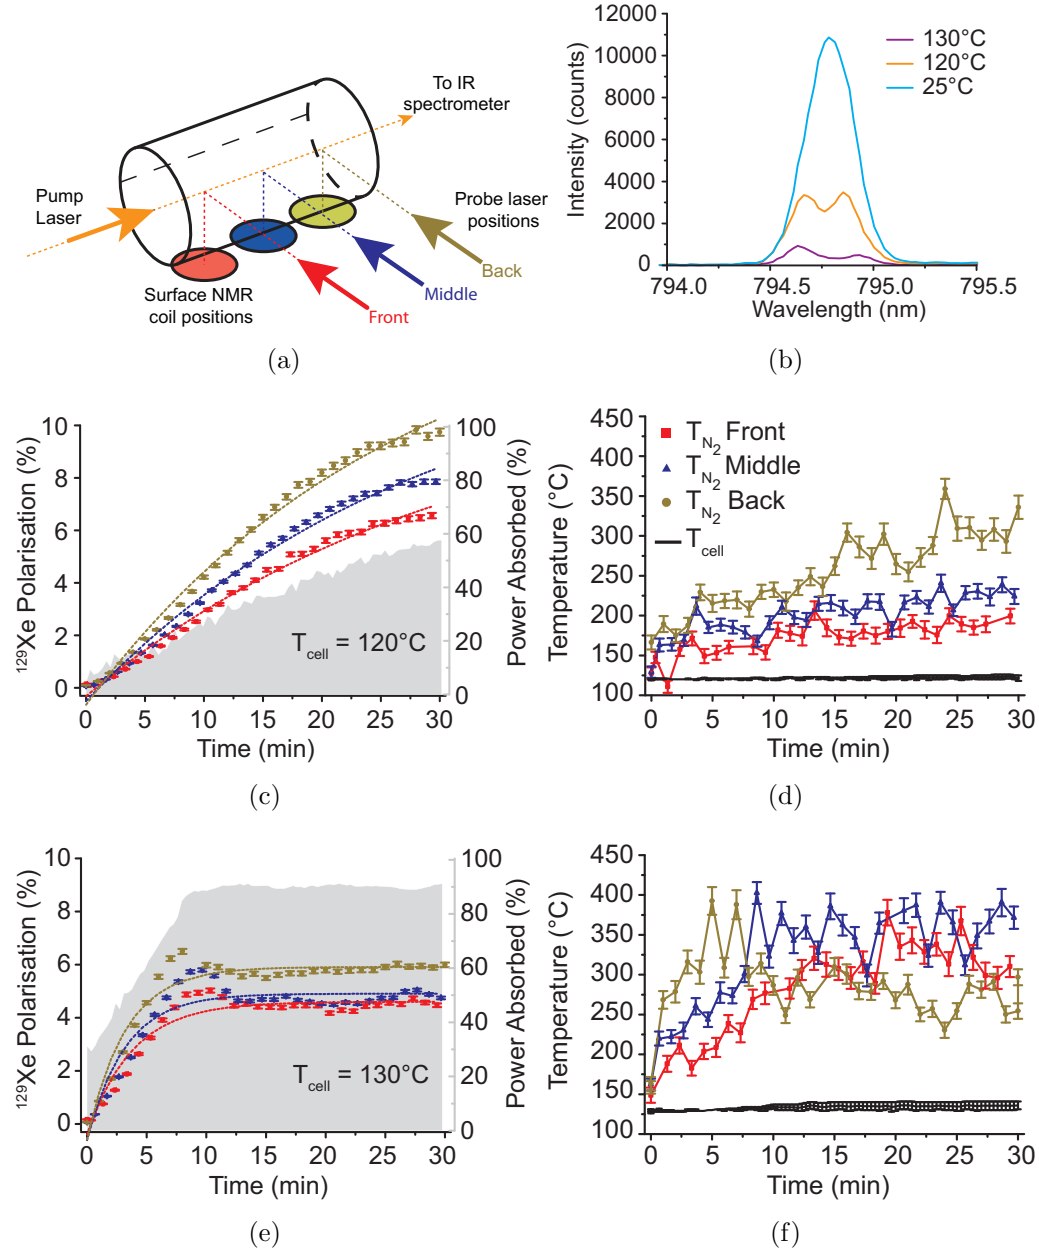 To IR
spectrometer
Pump
Laser
Probe laser
positions
Back
Middle
Front
Surface NMR
coil positions
(a)
Intensity (counts)
12000
10000
8000
6000
4000
2000
0
130°C
120°C
25°C
794.0
794.5
795.0
795.5
Wavelength (nm)
(b)
¹²⁹Xe Polarisation (%)
10
8
6
4
2
0
T_cell = 120°C
Power Absorbed (%)
100
80
60
40
20
0
0 5 10 15 20 25 30
Time (min)
(c)
Temperature (°C)
450
400
350
300
250
200
150
100
T_N₂ Front
T_N₂ Middle
T_N₂ Back
T_cell
0 5 10 15 20 25 30
Time (min)
(d)
¹²⁹Xe Polarisation (%)
10
8
6
4
2
0
T_cell = 130°C
Power Absorbed (%)
100
80
60
40
20
0
0 5 10 15 20 25 30
Time (min)
(e)
Temperature (°C)
450
400
350
300
250
200
150
100
0 5 10 15 20 25 30
Time (min)
(f)